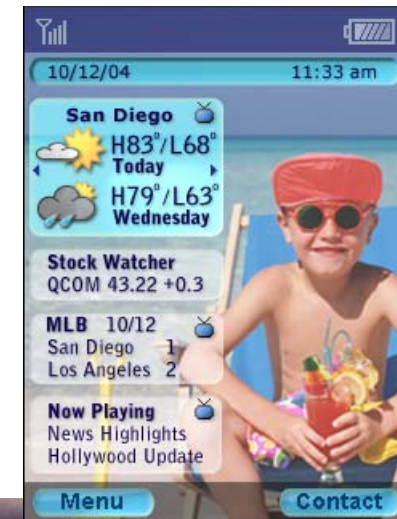 10/12/04 11:33 am
San Diego
H83°/L68°
Today
H79°/L63°
Wednesday
Stock Watcher
QCOM 43.22 +0.3
MLB 10/12
San Diego 1
Los Angeles 2
Now Playing
News Highlights
Hollywood Update
Menu Contact